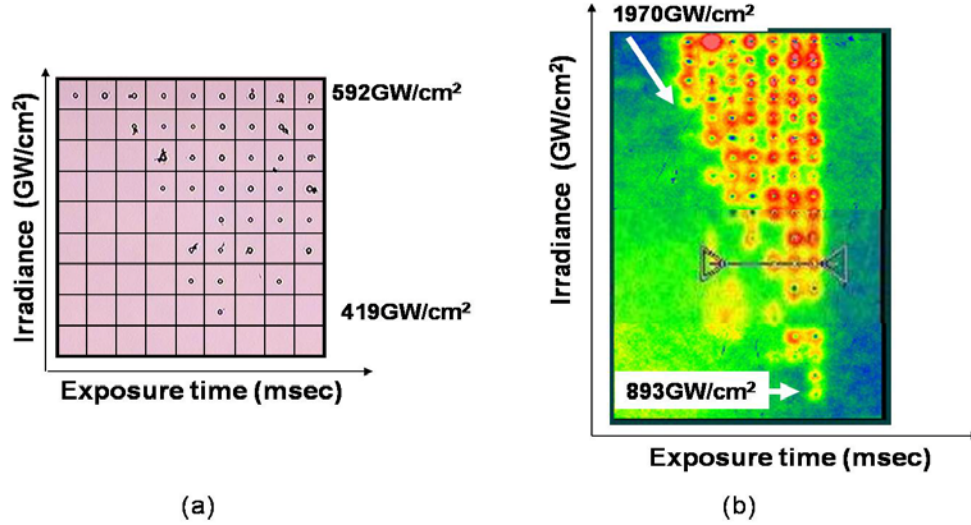 592GW/cm²
419GW/cm²
Irradiance (GW/cm²)
Exposure time (msec)
(a)
1970GW/cm²
893GW/cm²
Irradiance (GW/cm²)
Exposure time (msec)
(b)